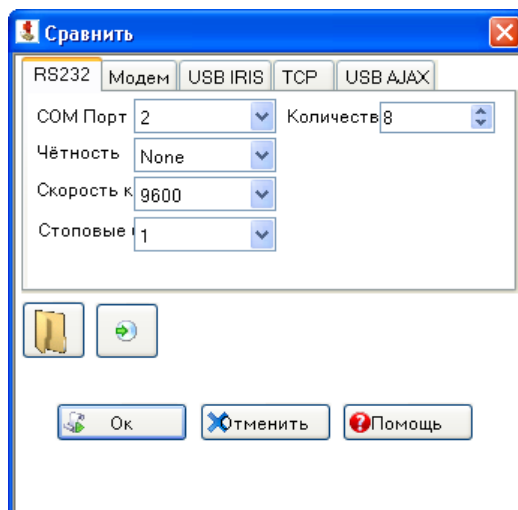 Сравнить
RS232 Модем USB IRIS TCP USB AJAX
COM Порт 2 Количеств 8
Чётность None
Скорость к 9600
Стоповые 1
Ок Отменить Помощь